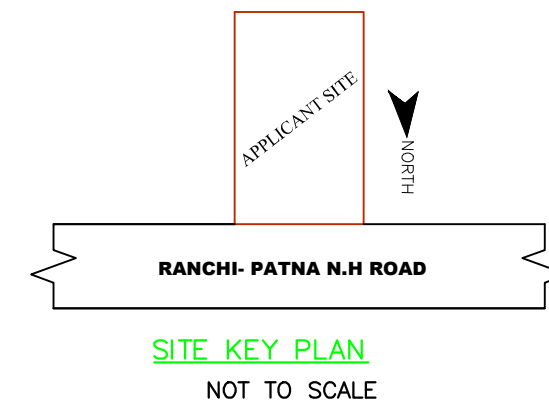 APPLICANT SITE
NORTH
RANCHI- PATNA N.H ROAD
SITE KEY PLAN
NOT TO SCALE